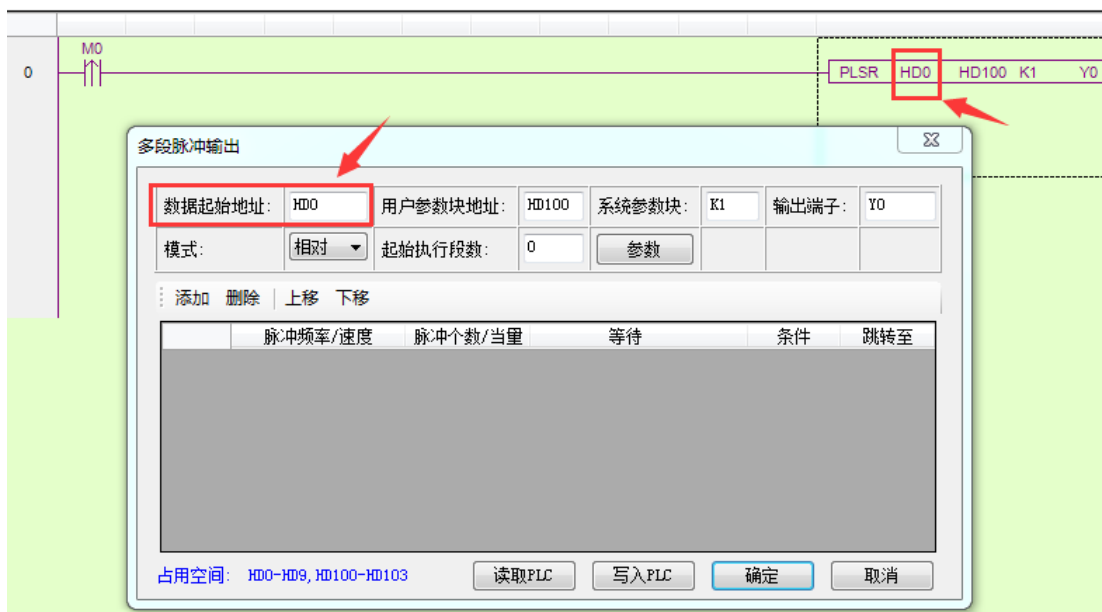 M0
0
PLSR HD0 HD100 K1 Y0
多段脉冲输出
数据起始地址: HD0 用户参数块地址: HD100 系统参数块: K1 输出端子: Y0
模式: 相对 起始执行段数: 0 参数
添加 删除 上移 下移
脉冲频率/速度 脉冲个数/当量 等待 条件 跳转至
占用空间: HD0-HD9, HD100-HD103 读取PLC 写入PLC 确定 取消